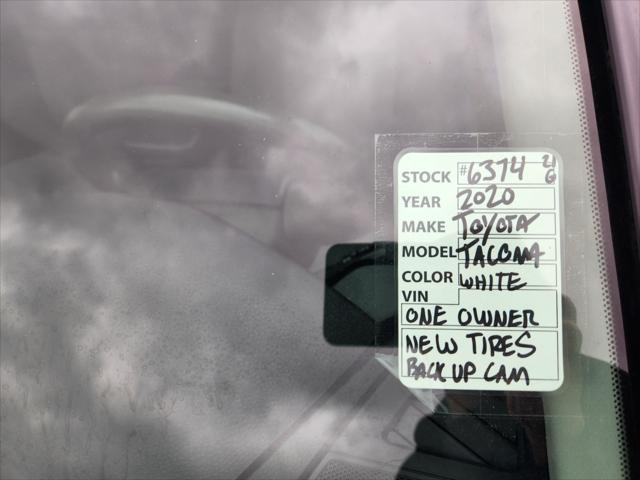 STOCK #6374 21 6
YEAR 2020
MAKE TOYOTA
MODEL TACOMA
COLOR WHITE
VIN
ONE OWNER
NEW TIRES
BACK UP CAM